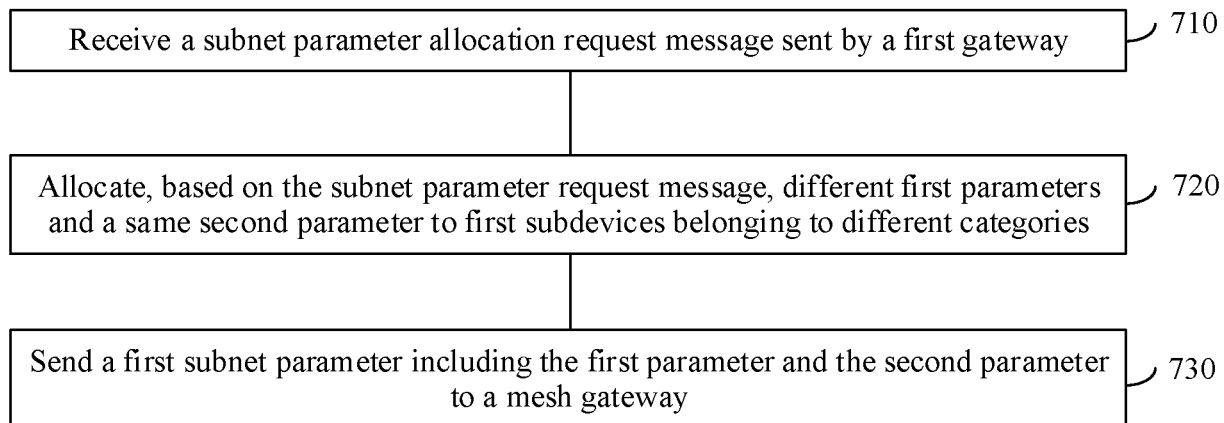 Receive a subnet parameter allocation request message sent by a first gateway
710
Allocate, based on the subnet parameter request message, different first parameters
and a same second parameter to first subdevices belonging to different categories
720
Send a first subnet parameter including the first parameter and the second parameter
to a mesh gateway
730